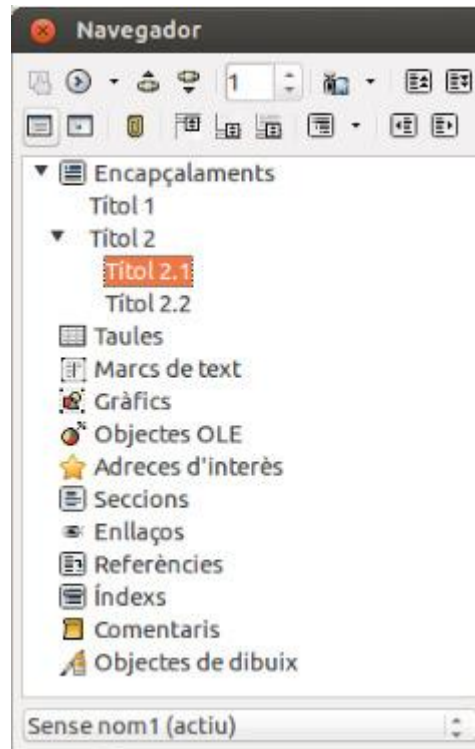 Navegador
1
Encapçalaments
Títol 1
Títol 2
Títol 2.1
Títol 2.2
Taules
Marcs de text
Gràfics
Objectes OLE
Adreces d'interès
Seccions
Enllaços
Referències
Índexs
Comentaris
Objectes de dibuix
Sense nom1 (actiu)